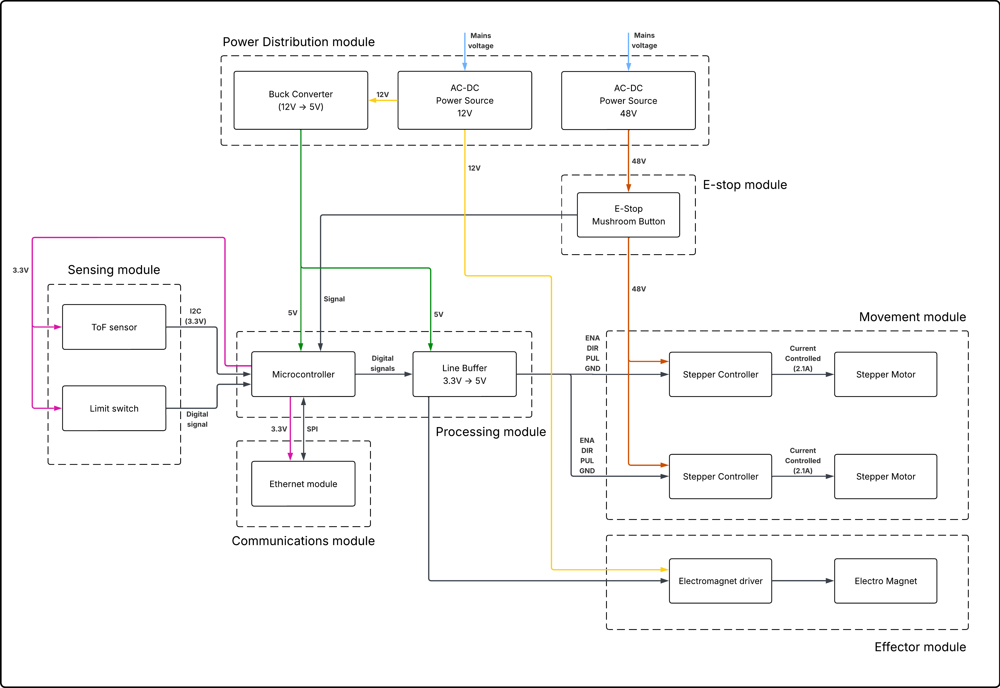 Power Distribution module
Mains
voltage
Mains
voltage
Buck Converter
(12V → 5V)
12V
AC-DC
Power Source
12V
AC-DC
Power Source
48V
48V
12V
E-stop module
E-Stop
Mushroom Button
3.3V
Sensing module
48V
Signal
5V
5V
I2C
(3.3V)
ToF sensor
Limit switch
Digital
signal
Microcontroller
Digital
signals
Line Buffer
3.3V → 5V
Processing module
3.3V
SPI
Ethernet module
Communications module
Movement module
ENA
DIR
PUL
GND
Stepper Controller
Current
Controlled
(2.1A)
Stepper Motor
ENA
DIR
PUL
GND
Stepper Controller
Current
Controlled
(2.1A)
Stepper Motor
Electromagnet driver
Electro Magnet
Effector module